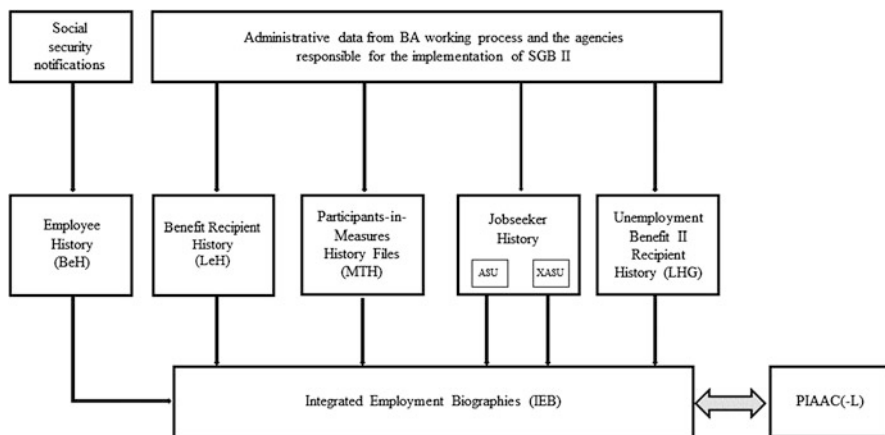 Social
security
notifications
Administrative data from BA working process and the agencies
responsible for the implementation of SGB II
Employee
History
(BeH)
Benefit Recipient
History
(LeH)
Participants-in-
Measures
History Files
(MTH)
Jobseeker
History
ASU
XASU
Unemployment
Benefit II
Recipient
History (LHG)
Integrated Employment Biographies (IEB)
PIAAC(-L)